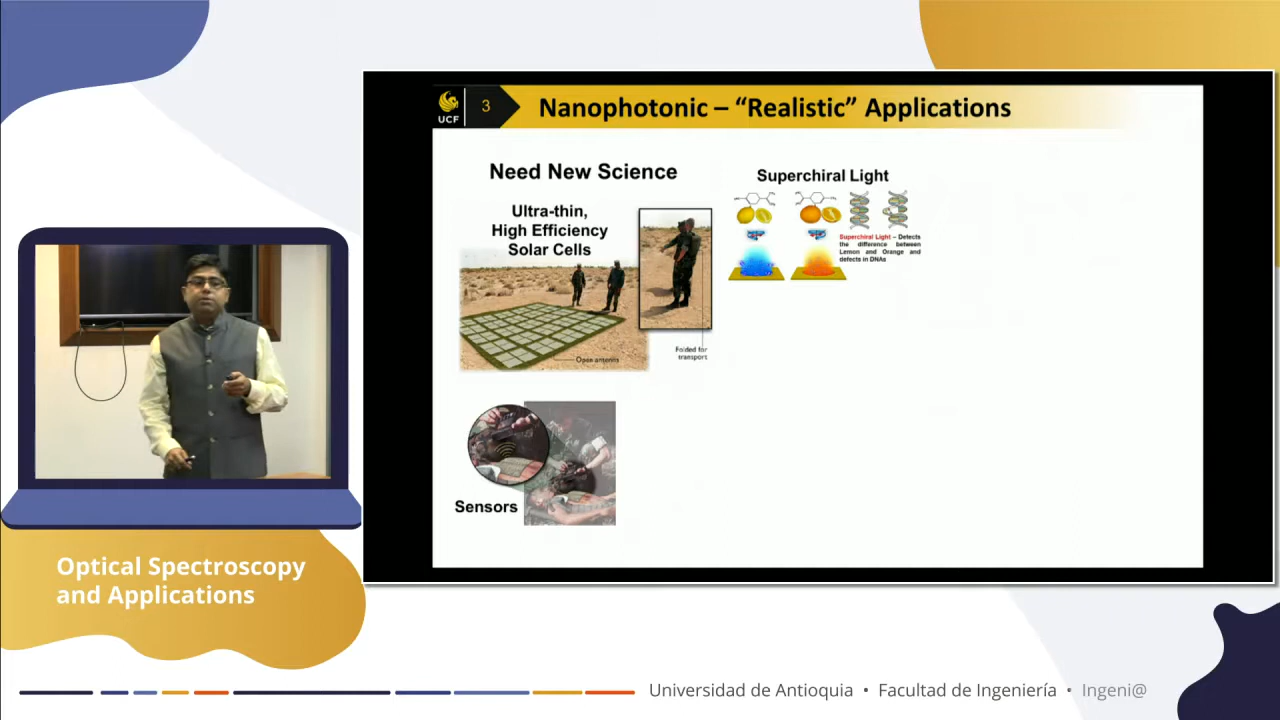 UCF
3
Nanophotonic – “Realistic” Applications
Need New Science
Ultra-thin,
High Efficiency
Solar Cells
Open antenna
Folded for
transport
Superchiral Light
Superchiral Light – Detects
the difference between
Lemon and Orange and
defects in DNAs
Sensors
Optical Spectroscopy
and Applications
Universidad de Antioquia • Facultad de Ingeniería • Ingeni@